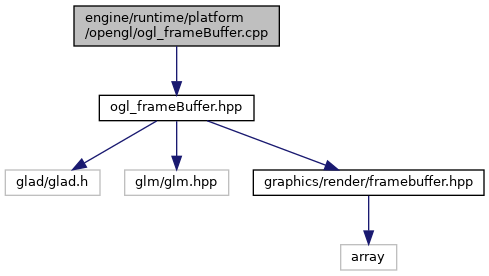 engine/runtime/platform
/opengl/ogl_frameBuffer.cpp
ogl_frameBuffer.hpp
glad/glad.h
glm/glm.hpp
graphics/render/framebuffer.hpp
array